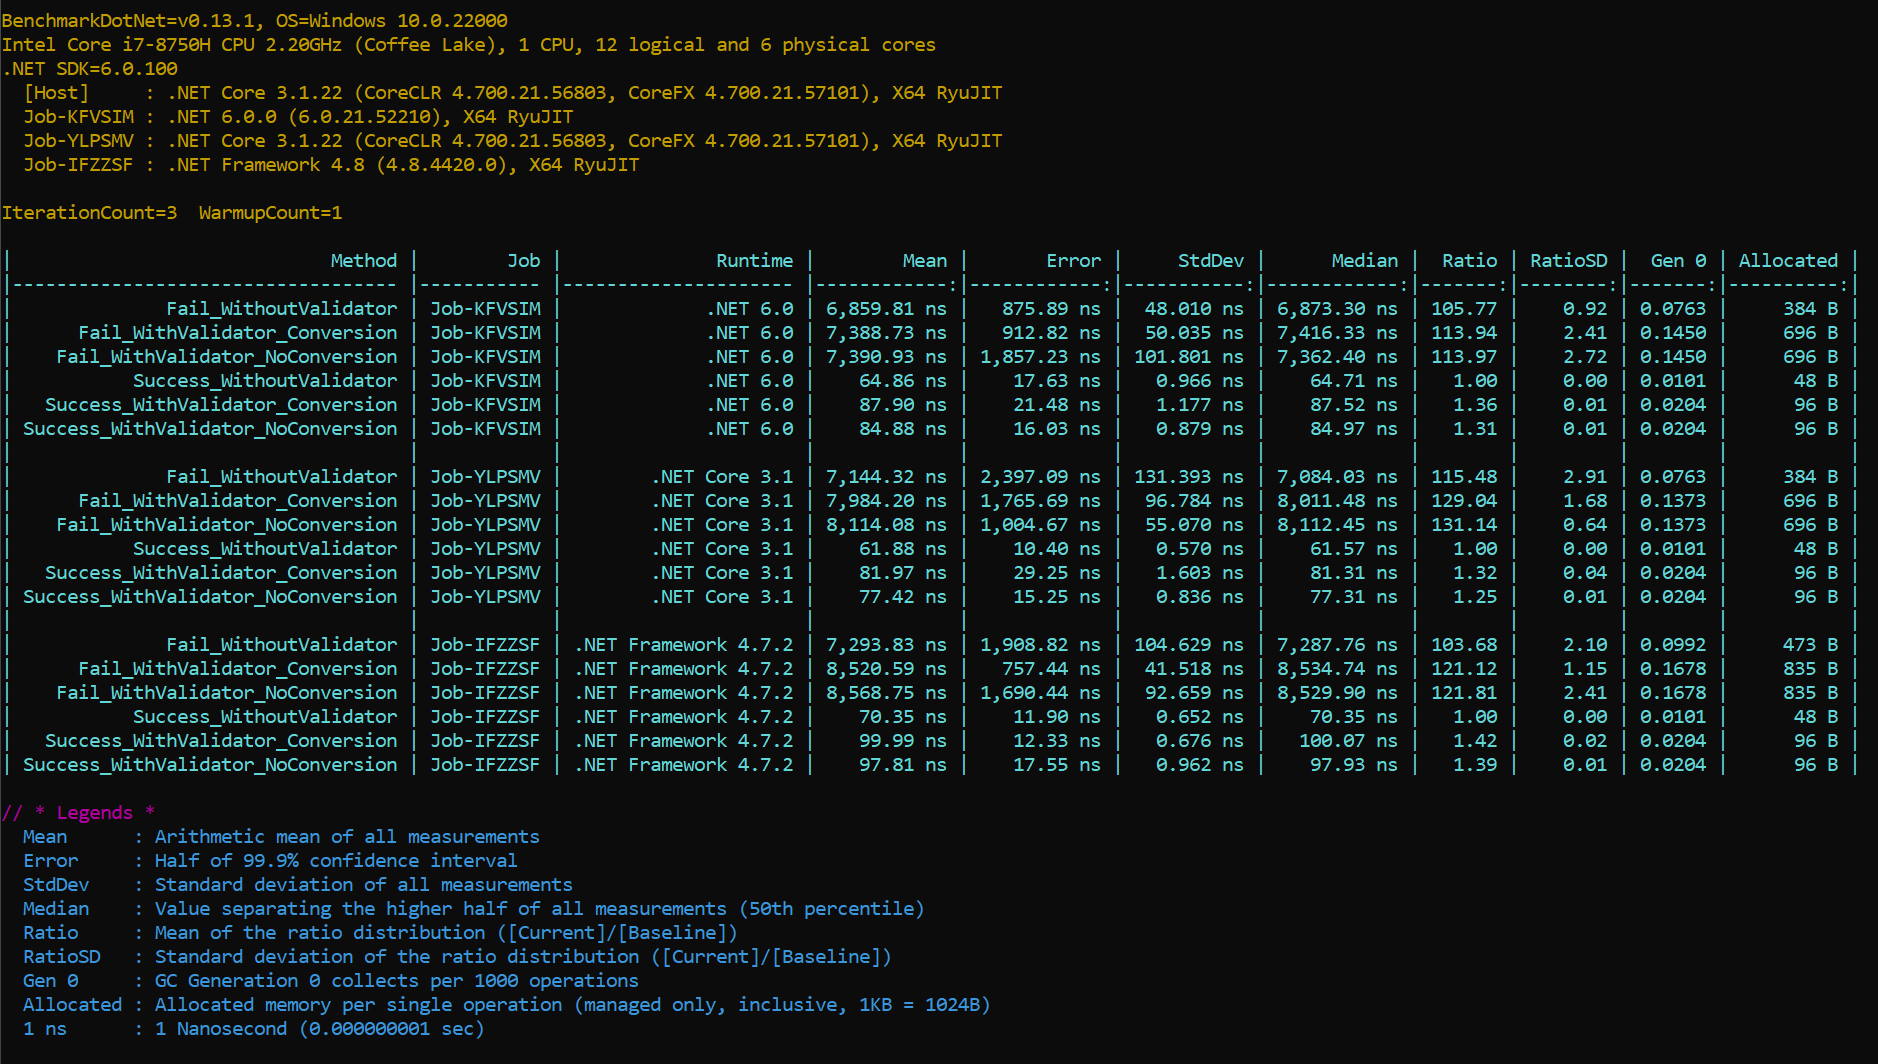 BenchmarkDotNet=v0.13.1, OS=Windows 10.0.22000
Intel Core i7-8750H CPU 2.20GHz (Coffee Lake), 1 CPU, 12 logical and 6 physical cores
.NET SDK=6.0.100
  [Host]     : .NET Core 3.1.22 (CoreCLR 4.700.21.56803, CoreFX 4.700.21.57101), X64 RyuJIT
  Job-KFVSIM : .NET 6.0.0 (6.0.21.52210), X64 RyuJIT
  Job-YLPSMV : .NET Core 3.1.22 (CoreCLR 4.700.21.56803, CoreFX 4.700.21.57101), X64 RyuJIT
  Job-IFZZSF : .NET Framework 4.8 (4.8.4420.0), X64 RyuJIT
IterationCount=3  WarmupCount=1
| Method | Job | Runtime | Mean | Error | StdDev | Median | Ratio | RatioSD | Gen 0 | Allocated |
|----------------------------------- |----------- |--------------------- |------------:|------------:|-----------:|------------:|-------:|--------:|-------:|----------:|
| Fail_WithoutValidator | Job-KFVSIM | .NET 6.0 | 6,859.81 ns | 875.89 ns | 48.010 ns | 6,873.30 ns | 105.77 | 0.92 | 0.0763 | 384 B |
| Fail_WithValidator_Conversion | Job-KFVSIM | .NET 6.0 | 7,388.73 ns | 912.82 ns | 50.035 ns | 7,416.33 ns | 113.94 | 2.41 | 0.1450 | 696 B |
| Fail_WithValidator_NoConversion | Job-KFVSIM | .NET 6.0 | 7,390.93 ns | 1,857.23 ns | 101.801 ns | 7,362.40 ns | 113.97 | 2.72 | 0.1450 | 696 B |
| Success_WithoutValidator | Job-KFVSIM | .NET 6.0 | 64.86 ns | 17.63 ns | 0.966 ns | 64.71 ns | 1.00 | 0.00 | 0.0101 | 48 B |
| Success_WithValidator_Conversion | Job-KFVSIM | .NET 6.0 | 87.90 ns | 21.48 ns | 1.177 ns | 87.52 ns | 1.36 | 0.01 | 0.0204 | 96 B |
| Success_WithValidator_NoConversion | Job-KFVSIM | .NET 6.0 | 84.88 ns | 16.03 ns | 0.879 ns | 84.97 ns | 1.31 | 0.01 | 0.0204 | 96 B |
| | | | | | | | | | | |
| Fail_WithoutValidator | Job-YLPSMV | .NET Core 3.1 | 7,144.32 ns | 2,397.09 ns | 131.393 ns | 7,084.03 ns | 115.48 | 2.91 | 0.0763 | 384 B |
| Fail_WithValidator_Conversion | Job-YLPSMV | .NET Core 3.1 | 7,984.20 ns | 1,765.69 ns | 96.784 ns | 8,011.48 ns | 129.04 | 1.68 | 0.1373 | 696 B |
| Fail_WithValidator_NoConversion | Job-YLPSMV | .NET Core 3.1 | 8,114.08 ns | 1,004.67 ns | 55.070 ns | 8,112.45 ns | 131.14 | 0.64 | 0.1373 | 696 B |
| Success_WithoutValidator | Job-YLPSMV | .NET Core 3.1 | 61.88 ns | 10.40 ns | 0.570 ns | 61.57 ns | 1.00 | 0.00 | 0.0101 | 48 B |
| Success_WithValidator_Conversion | Job-YLPSMV | .NET Core 3.1 | 81.97 ns | 29.25 ns | 1.603 ns | 81.31 ns | 1.32 | 0.04 | 0.0204 | 96 B |
| Success_WithValidator_NoConversion | Job-YLPSMV | .NET Core 3.1 | 77.42 ns | 15.25 ns | 0.836 ns | 77.31 ns | 1.25 | 0.01 | 0.0204 | 96 B |
| | | | | | | | | | | |
| Fail_WithoutValidator | Job-IFZZSF | .NET Framework 4.7.2 | 7,293.83 ns | 1,908.82 ns | 104.629 ns | 7,287.76 ns | 103.68 | 2.10 | 0.0992 | 473 B |
| Fail_WithValidator_Conversion | Job-IFZZSF | .NET Framework 4.7.2 | 8,520.59 ns | 757.44 ns | 41.518 ns | 8,534.74 ns | 121.12 | 1.15 | 0.1678 | 835 B |
| Fail_WithValidator_NoConversion | Job-IFZZSF | .NET Framework 4.7.2 | 8,568.75 ns | 1,690.44 ns | 92.659 ns | 8,529.90 ns | 121.81 | 2.41 | 0.1678 | 835 B |
| Success_WithoutValidator | Job-IFZZSF | .NET Framework 4.7.2 | 70.35 ns | 11.90 ns | 0.652 ns | 70.35 ns | 1.00 | 0.00 | 0.0101 | 48 B |
| Success_WithValidator_Conversion | Job-IFZZSF | .NET Framework 4.7.2 | 99.99 ns | 12.33 ns | 0.676 ns | 100.07 ns | 1.42 | 0.02 | 0.0204 | 96 B |
| Success_WithValidator_NoConversion | Job-IFZZSF | .NET Framework 4.7.2 | 97.81 ns | 17.55 ns | 0.962 ns | 97.93 ns | 1.39 | 0.01 | 0.0204 | 96 B |
// * Legends *
  Mean      : Arithmetic mean of all measurements
  Error     : Half of 99.9% confidence interval
  StdDev    : Standard deviation of all measurements
  Median    : Value separating the higher half of all measurements (50th percentile)
  Ratio     : Mean of the ratio distribution ([Current]/[Baseline])
  RatioSD   : Standard deviation of the ratio distribution ([Current]/[Baseline])
  Gen 0     : GC Generation 0 collects per 1000 operations
  Allocated : Allocated memory per single operation (managed only, inclusive, 1KB = 1024B)
  1 ns      : 1 Nanosecond (0.000000001 sec)